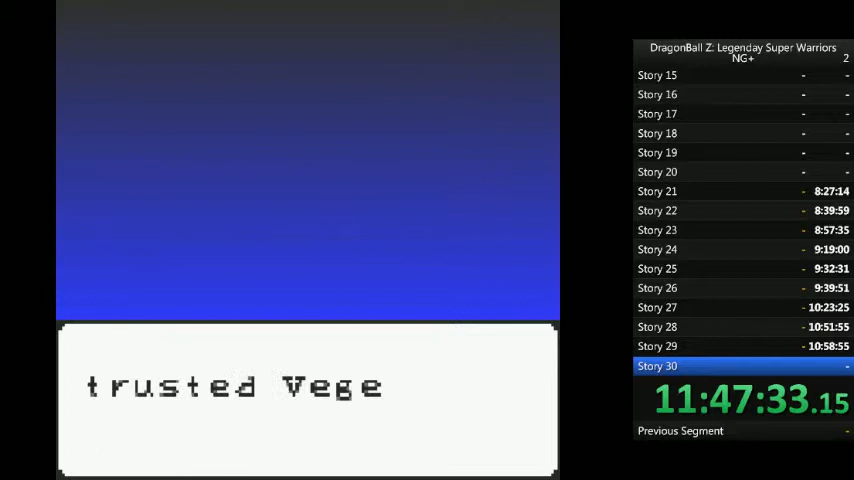 trusted Vege
DragonBall Z: Legenday Super Warriors
NG+ 2
Story 15 - -
Story 16 - -
Story 17 - -
Story 18 - -
Story 19 - -
Story 20 - -
Story 21 - 8:27:14
Story 22 - 8:39:59
Story 23 - 8:57:35
Story 24 - 9:19:00
Story 25 - 9:32:31
Story 26 - 9:39:51
Story 27 - 10:23:25
Story 28 - 10:51:55
Story 29 - 10:58:55
Story 30 -
11:47:33.15
Previous Segment -